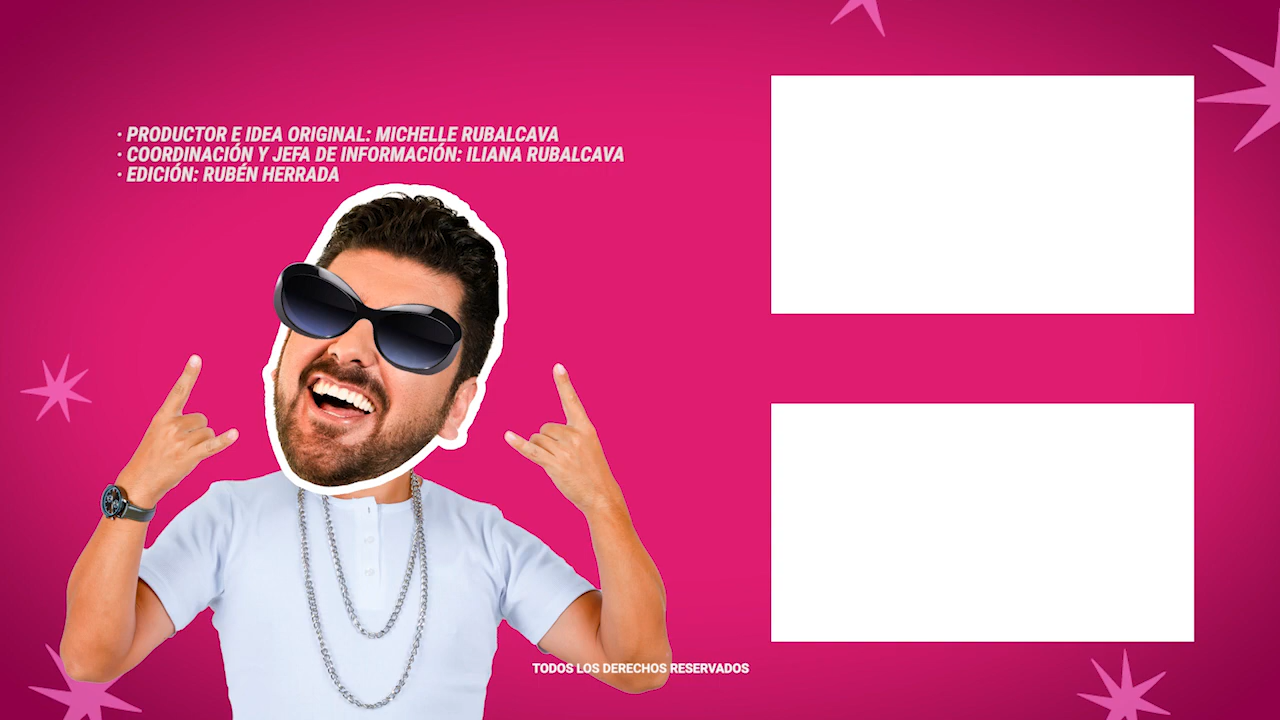 · PRODUCTOR E IDEA ORIGINAL: MICHELLE RUBALCAVA
· COORDINACIÓN Y JEFA DE INFORMACIÓN: ILIANA RUBALCAVA
· EDICIÓN: RUBÉN HERRADA
TODOS LOS DERECHOS RESERVADOS